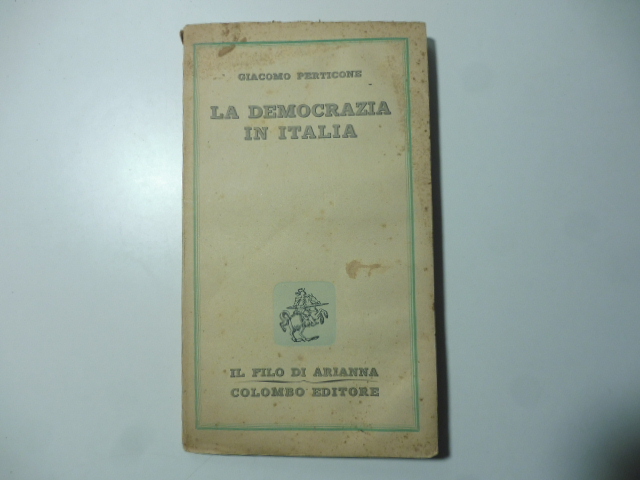 GIACOMO PERTICONE
LA DEMOCRAZIA
IN ITALIA
IL FILO DI ARIANNA
COLOMBO EDITORE